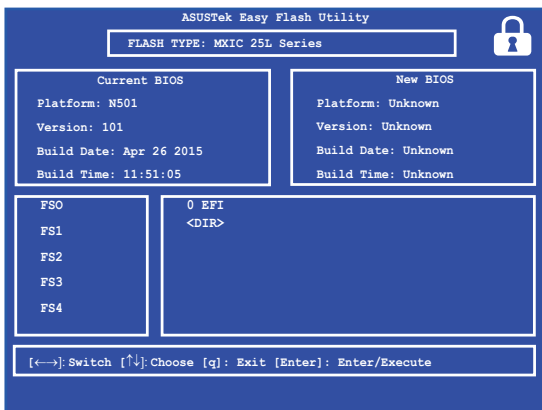 ASUSTek Easy Flash Utility
FLASH TYPE: MXIC 25L Series
Current BIOS
Platform: N501
Version: 101
Build Date: Apr 26 2015
Build Time: 11:51:05
New BIOS
Platform: Unknown
Version: Unknown
Build Date: Unknown
Build Time: Unknown
FSO
FS1
FS2
FS3
FS4
0 EFI
<DIR>
[←→]: Switch [↑↓]: Choose [q]: Exit [Enter]: Enter/Execute